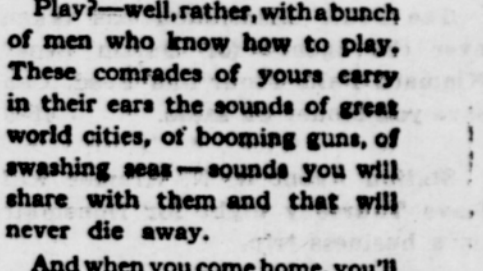 Play?—well, rather, with a bunch
of men who know how to play.
These comrades of yours carry
in their ears the sounds of great
world cities, of booming guns, of
swashing seas—sounds you will
share with them and that will
never die away.
And when you come home, you'll